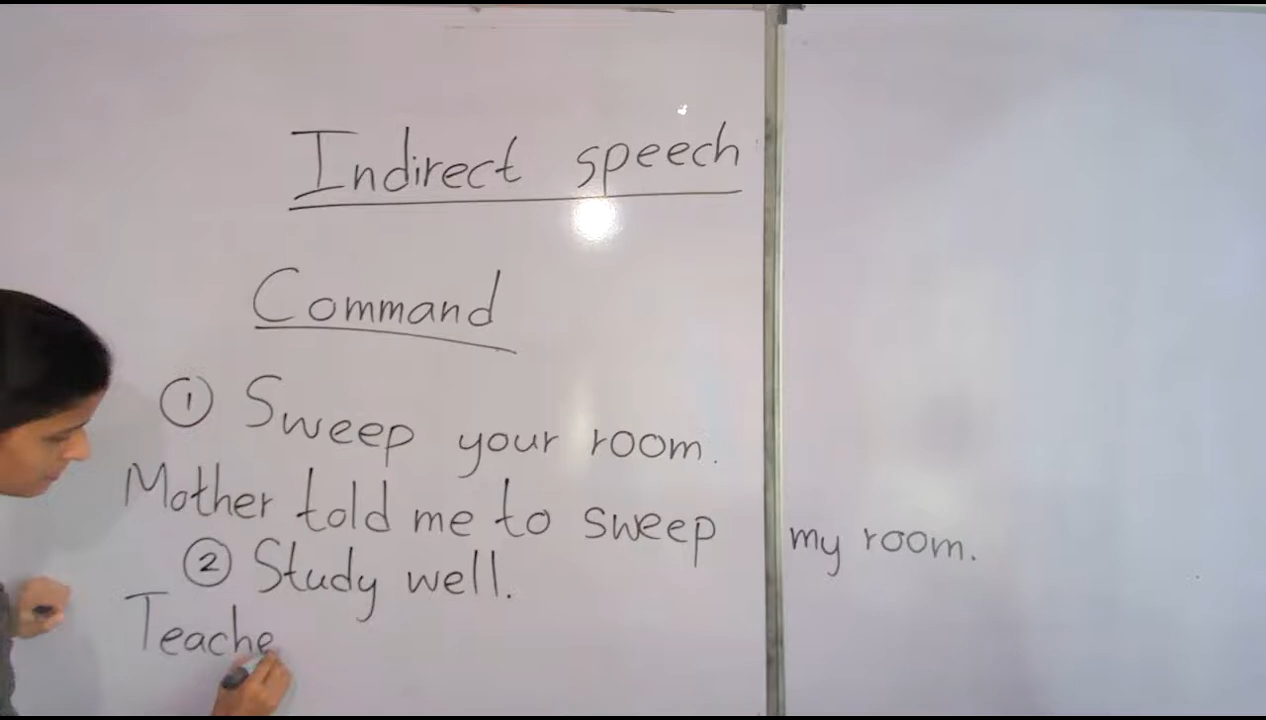 Indirect speech
Command
① Sweep your room.
Mother told me to sweep my room.
② Study well.
Teache